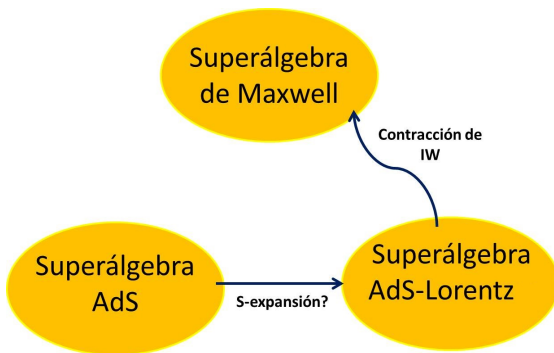 Superálgebra
de Maxwell
Contracción de
IW
Superálgebra
AdS
S-expansión?
Superálgebra
AdS-Lorentz